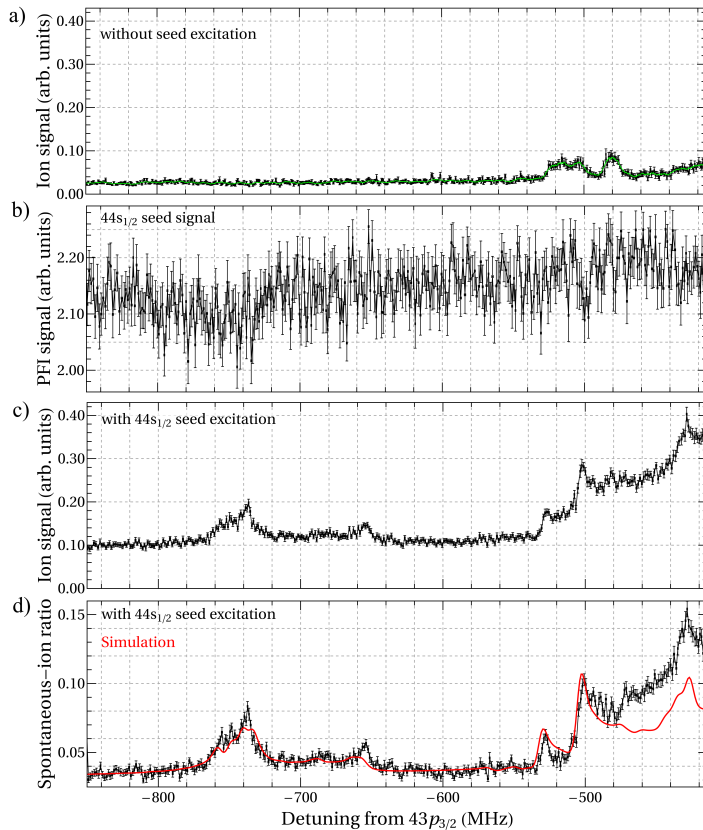 a)
without seed excitation
Ion signal (arb. units)
0.40
0.30
0.20
0.10
0.00
b)
44s1/2 seed signal
PFI signal (arb. units)
2.20
2.10
2.00
c)
with 44s1/2 seed excitation
Ion signal (arb. units)
0.40
0.30
0.20
0.10
0.00
d)
with 44s1/2 seed excitation
Simulation
Spontaneous−ion ratio
0.15
0.10
0.05
−800 −700 −600 −500
Detuning from 43p3/2 (MHz)